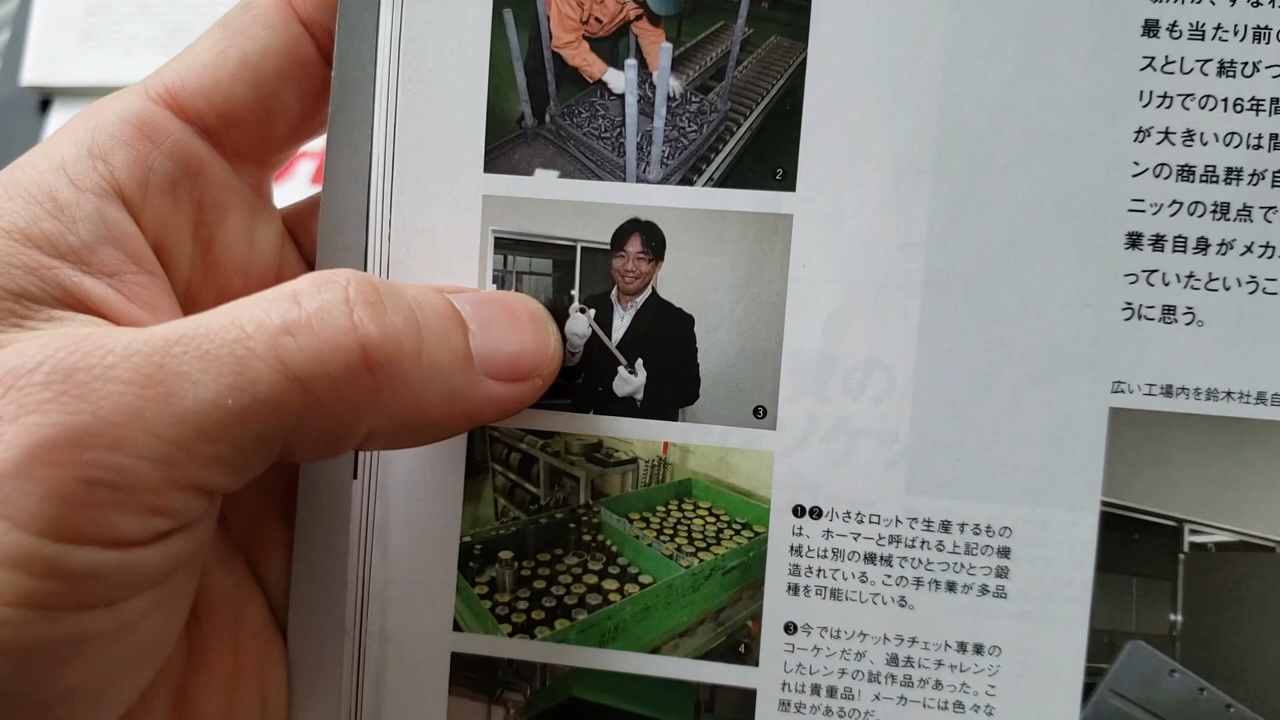 最も当たり前の
スとして結びつ
リカでの16年間
が大きいのは間
ンの商品群が自
ニックの視点で
業者自身がメカ
っていたというこ
うに思う。
広い工場内を鈴木社長自
2
3
4
❶❷小さなロットで生産するもの
は、ホーマーと呼ばれる上記の機
械とは別の機械でひとつひとつ鍛
造されている。この手作業が多品
種を可能にしている。
❸今ではソケットラチェット専業の
コーケンだが、過去にチャレンジ
したレンチの試作品があった。こ
れは貴重品！メーカーには色々な
歴史があるのだ。